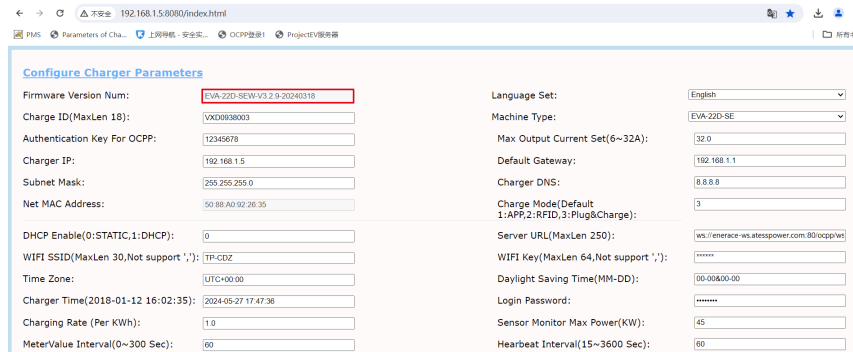 不安全 192.168.1.5:8080/index.html
PMS Parameters of Cha... 上网导航 - 安全实... OCPP登录1 ProjectEV服务器 所有
Configure Charger Parameters
Firmware Version Num: EVA-22D-SEW-V3.2.9-20240318 Language Set: English
Charge ID(MaxLen 18): VXD0938003 Machine Type: EVA-22D-SE
Authentication Key For OCPP: 12345678 Max Output Current Set(6~32A): 32.0
Charger IP: 192.168.1.5 Default Gateway: 192.168.1.1
Subnet Mask: 255.255.255.0 Charger DNS: 8.8.8.8
Net MAC Address: 50:88:A0:92:26:35 Charge Mode(Default
1:APP,2:RFID,3:Plug&Charge): 3
DHCP Enable(0:STATIC,1:DHCP): 0 Server URL(MaxLen 250): ws://enerace-ws.atesspower.com:80/ocpp/ws
WIFI SSID(MaxLen 30,Not support ','): TP-CDZ WIFI Key(MaxLen 64,Not support ','): ******
Time Zone: UTC+00:00 Daylight Saving Time(MM-DD): 00-00&00-00
Charger Time(2018-01-12 16:02:35): 2024-05-27 17:47:36 Login Password: ••••••••
Charging Rate (Per KWh): 1.0 Sensor Monitor Max Power(KW): 45
MeterValue Interval(0~300 Sec): 60 Hearbeat Interval(15~3600 Sec): 60